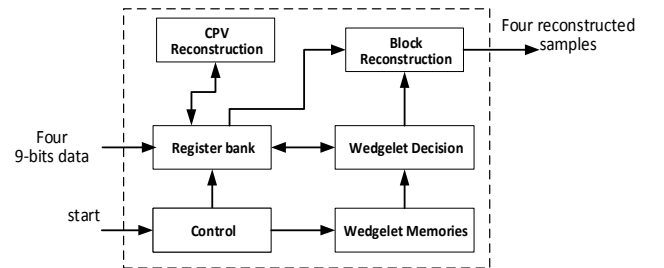 CPV
Reconstruction
Block
Reconstruction
Four reconstructed
samples
Four
9-bits data
Register bank
Wedgelet Decision
start
Control
Wedgelet Memories